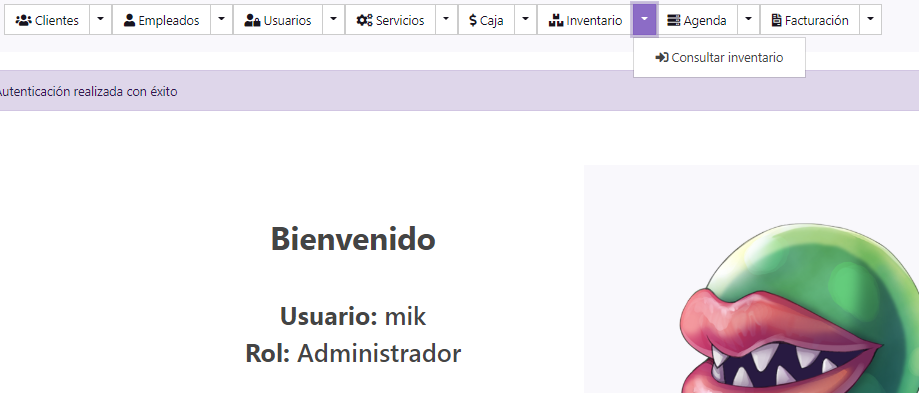 Clientes Empleados Usuarios Servicios $ Caja Inventario Agenda Facturación
Consultar inventario
Autenticación realizada con éxito
Bienvenido
Usuario: mik
Rol: Administrador